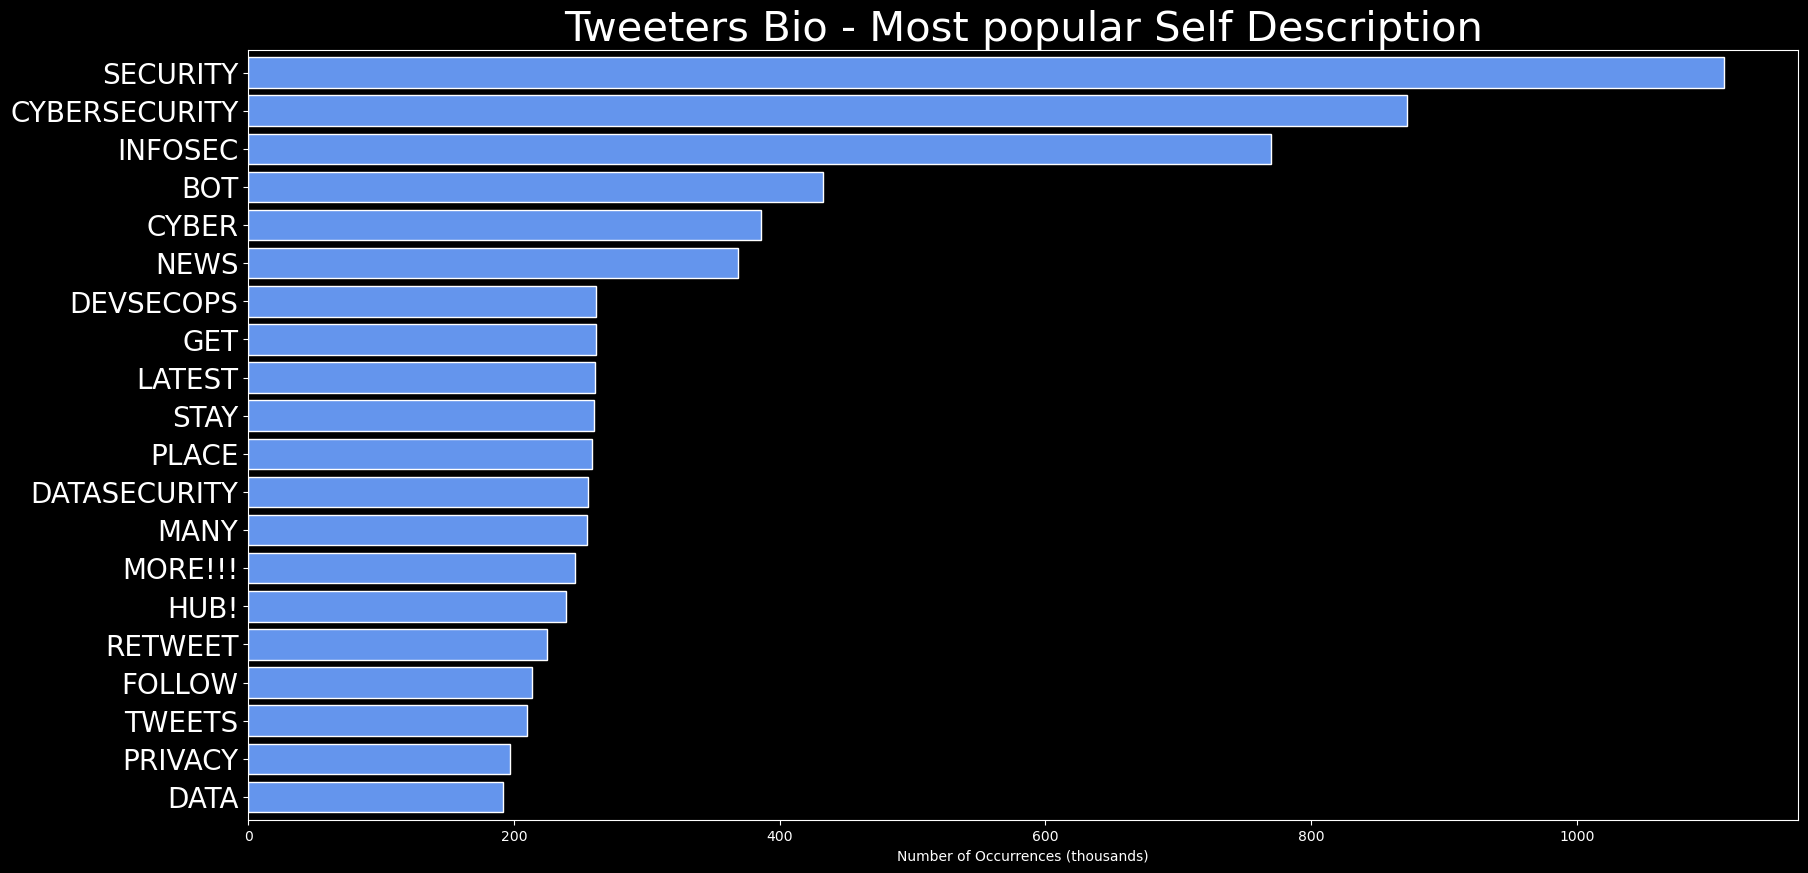 Tweeters Bio - Most popular Self Description
SECURITY
CYBERSECURITY
INFOSEC
BOT
CYBER
NEWS
DEVSECOPS
GET
LATEST
STAY
PLACE
DATASECURITY
MANY
MORE!!!
HUB!
RETWEET
FOLLOW
TWEETS
PRIVACY
DATA
0 200 400 600 800 1000
Number of Occurrences (thousands)